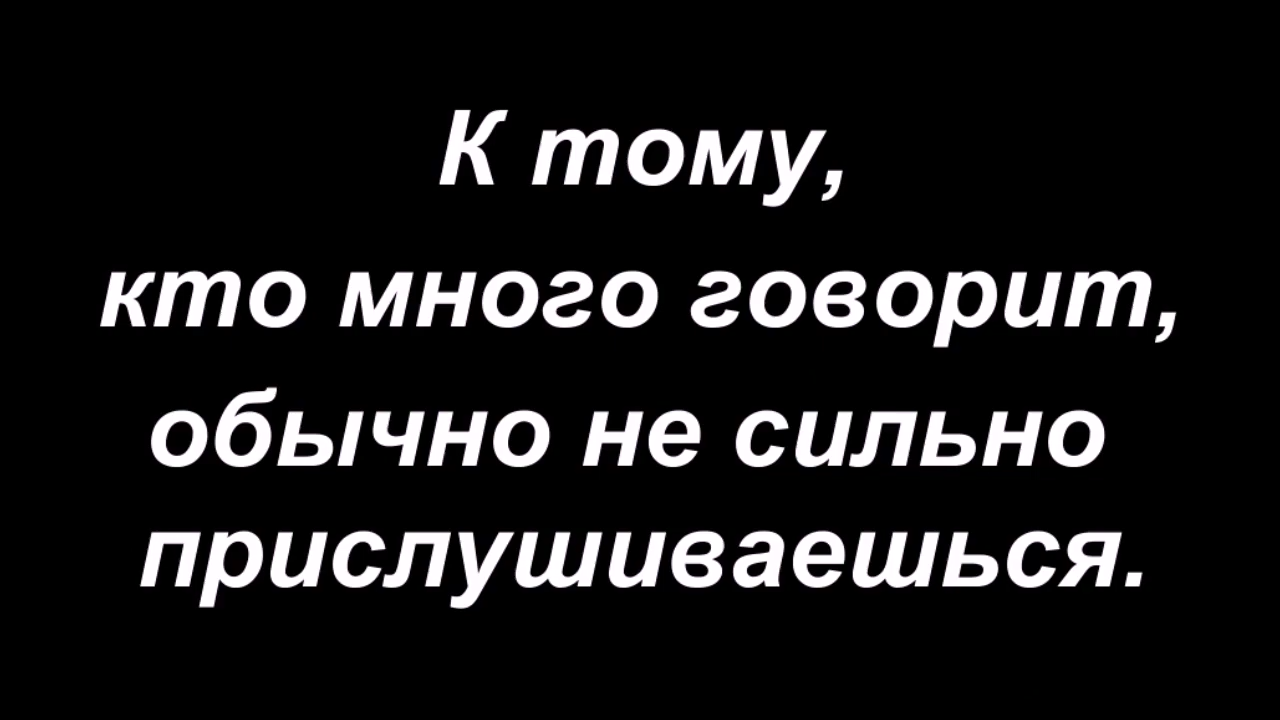 К тому,
кто много говорит,
обычно не сильно
прислушиваешься.